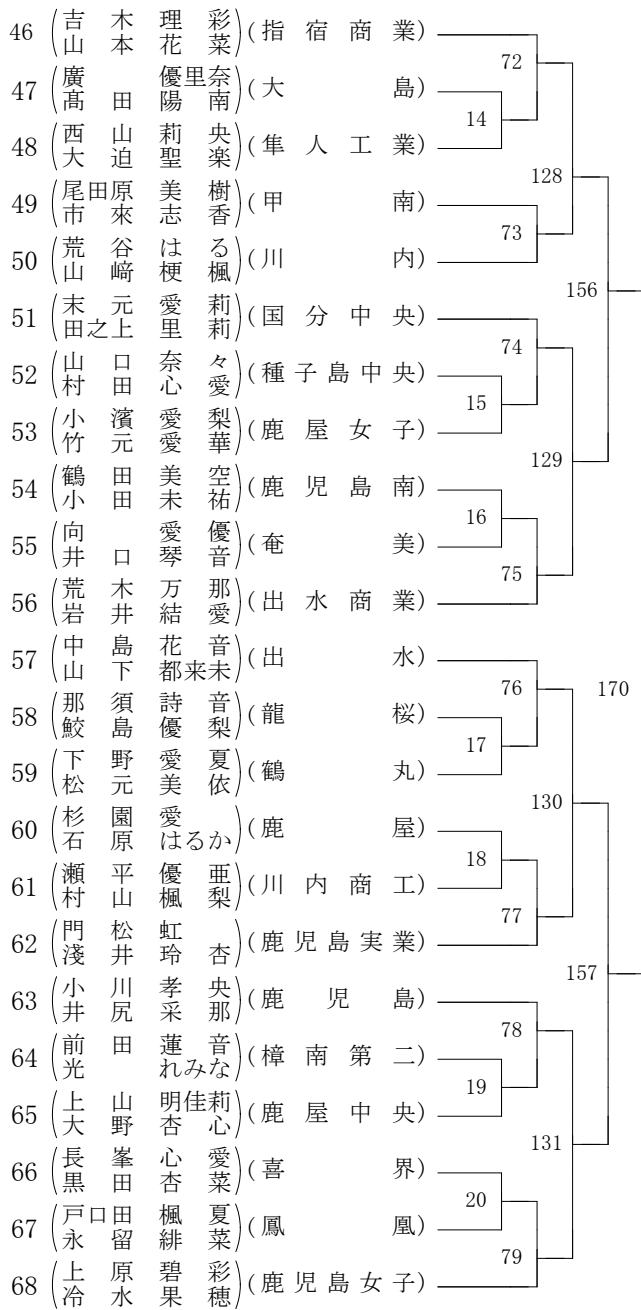 46 (吉木理彩 山本花菜) (指宿商業)
47 (廣優里奈 髙田陽南) (大島)
48 (西山莉央 大迫聖楽) (隼人工業)
49 (尾田原美樹 市來志香) (甲南)
50 (荒谷はる 山﨑梗楓) (川内)
51 (末元愛莉 田之上里莉) (国分中央)
52 (山口奈々 村田心愛) (種子島中央)
53 (小濱愛梨 竹元愛華) (鹿屋女子)
54 (鶴田美空 小田未祐) (鹿児島南)
55 (向愛優 井口琴音) (奄美)
56 (荒木万那 岩井結愛) (出水商業)
57 (中島花音 山下都来未) (出水)
58 (那須詩音 鮫島優梨) (龍桜)
59 (下野愛夏 松元美依) (鶴丸)
60 (杉園愛 石原はるか) (鹿屋)
61 (瀬平優亜 村山楓梨) (川内商工)
62 (門松虹 淺井玲杏) (鹿児島実業)
63 (小川孝央 井尻采那) (鹿児島)
64 (前田蓮音 光れみな) (樟南第二)
65 (上山明佳莉 大野杏心) (鹿屋中央)
66 (長峯心愛 黒田杏菜) (喜界)
67 (戸口田楓夏 永留緋菜) (鳳凰)
68 (上原碧彩 冷水果穂) (鹿児島女子)
14
15
16
17
18
19
20
72
73
74
75
76
77
78
79
128
129
130
131
156
157
170